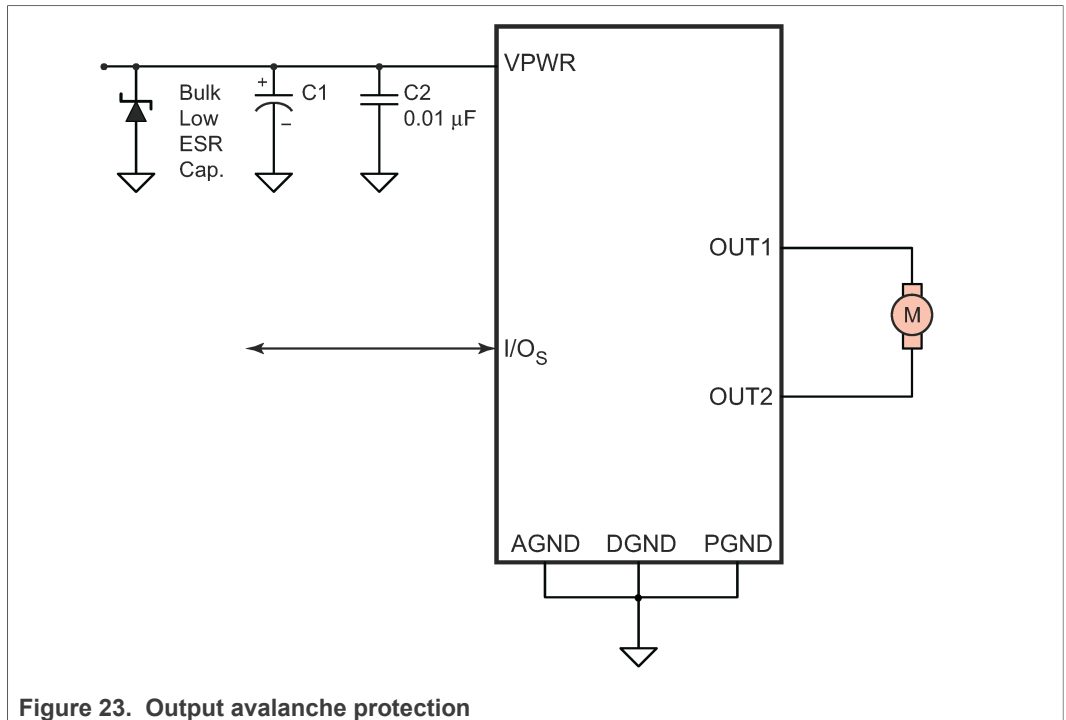 VPWR
Bulk
Low
ESR
Cap.
+
C1
−
C2
0.01 μF
OUT1
M
I/OS
OUT2
AGND DGND PGND
Figure 23. Output avalanche protection